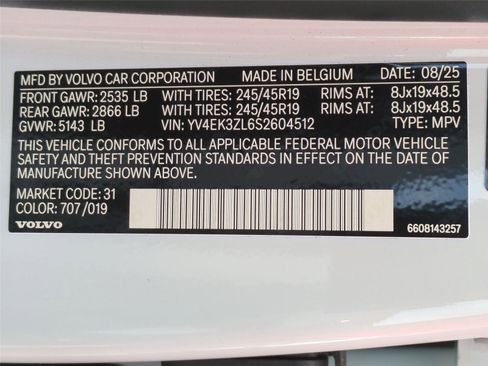 MFD BY VOLVO CAR CORPORATION MADE IN BELGIUM DATE: 08/25
FRONT GAWR: 2535 LB WITH TIRES: 245/45R19 RIMS AT: 8Jx19x48.5
REAR GAWR: 2866 LB WITH TIRES: 245/45R19 RIMS AT: 8Jx19x48.5
GVWR: 5143 LB VIN: YV4EK3ZL6S2604512 TYPE: MPV
THIS VEHICLE CONFORMS TO ALL APPLICABLE FEDERAL MOTOR VEHICLE
SAFETY AND THEFT PREVENTION STANDARDS IN EFFECT ON THE DATE OF
MANUFACTURE SHOWN ABOVE.
MARKET CODE: 31
COLOR: 707/019
VOLVO 6608143257